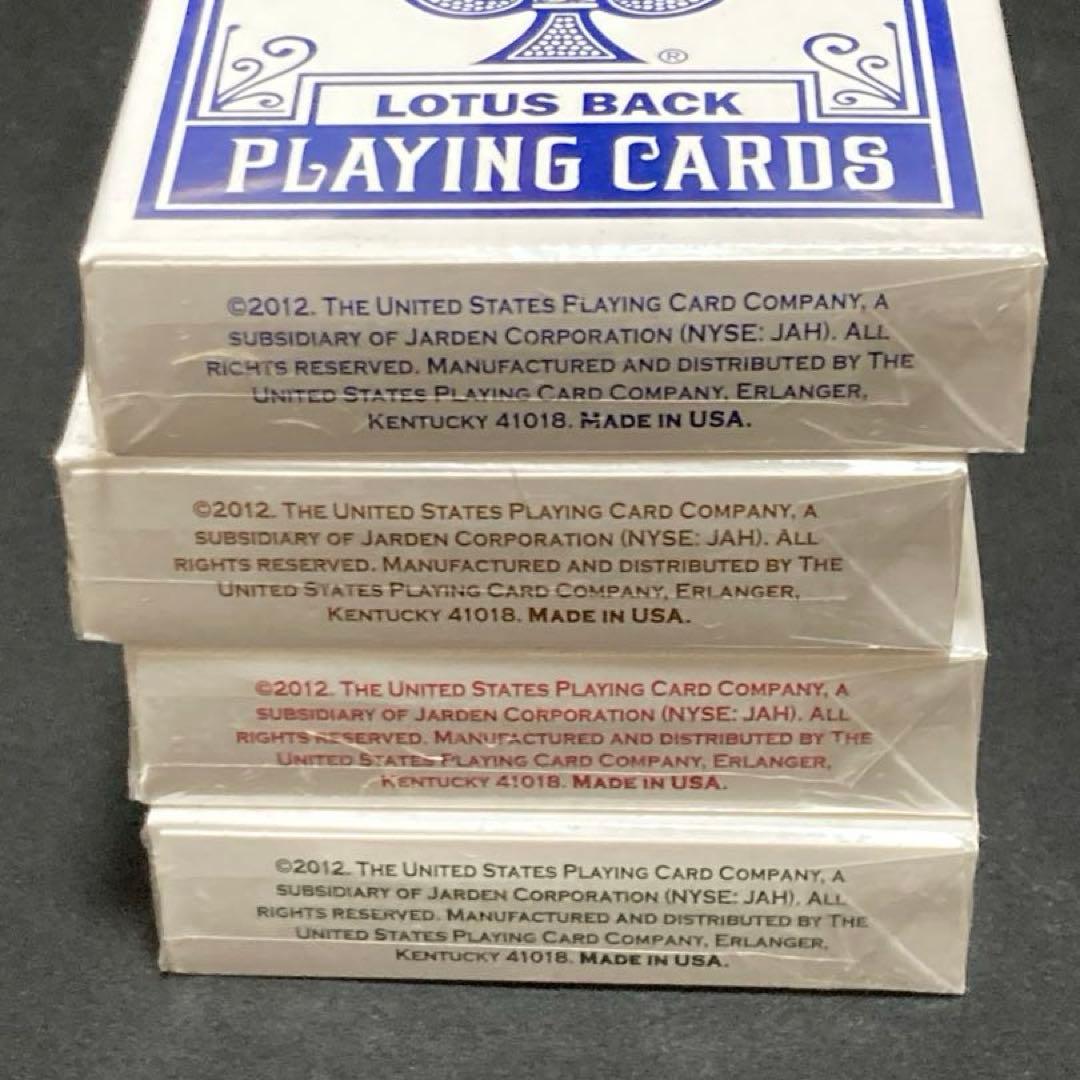 ®
LOTUS BACK
PLAYING CARDS
©2012. THE UNITED STATES PLAYING CARD COMPANY, A
SUBSIDIARY OF JARDEN CORPORATION (NYSE: JAH). ALL
RIGHTS RESERVED. MANUFACTURED AND DISTRIBUTED BY THE
UNITED STATES PLAYING CARD COMPANY, ERLANGER,
KENTUCKY 41018. MADE IN USA.
©2012. THE UNITED STATES PLAYING CARD COMPANY, A
SUBSIDIARY OF JARDEN CORPORATION (NYSE: JAH). ALL
RIGHTS RESERVED. MANUFACTURED AND DISTRIBUTED BY THE
UNITED STATES PLAYING CARD COMPANY, ERLANGER,
KENTUCKY 41018. MADE IN USA.
©2012. THE UNITED STATES PLAYING CARD COMPANY, A
SUBSIDIARY OF JARDEN CORPORATION (NYSE: JAH). ALL
RIGHTS RESERVED. MANUFACTURED AND DISTRIBUTED BY THE
UNITED STATES PLAYING CARD COMPANY, ERLANGER,
KENTUCKY 41018. MADE IN USA.
©2012. THE UNITED STATES PLAYING CARD COMPANY, A
SUBSIDIARY OF JARDEN CORPORATION (NYSE: JAH). ALL
RIGHTS RESERVED. MANUFACTURED AND DISTRIBUTED BY THE
UNITED STATES PLAYING CARD COMPANY, ERLANGER,
KENTUCKY 41018. MADE IN USA.